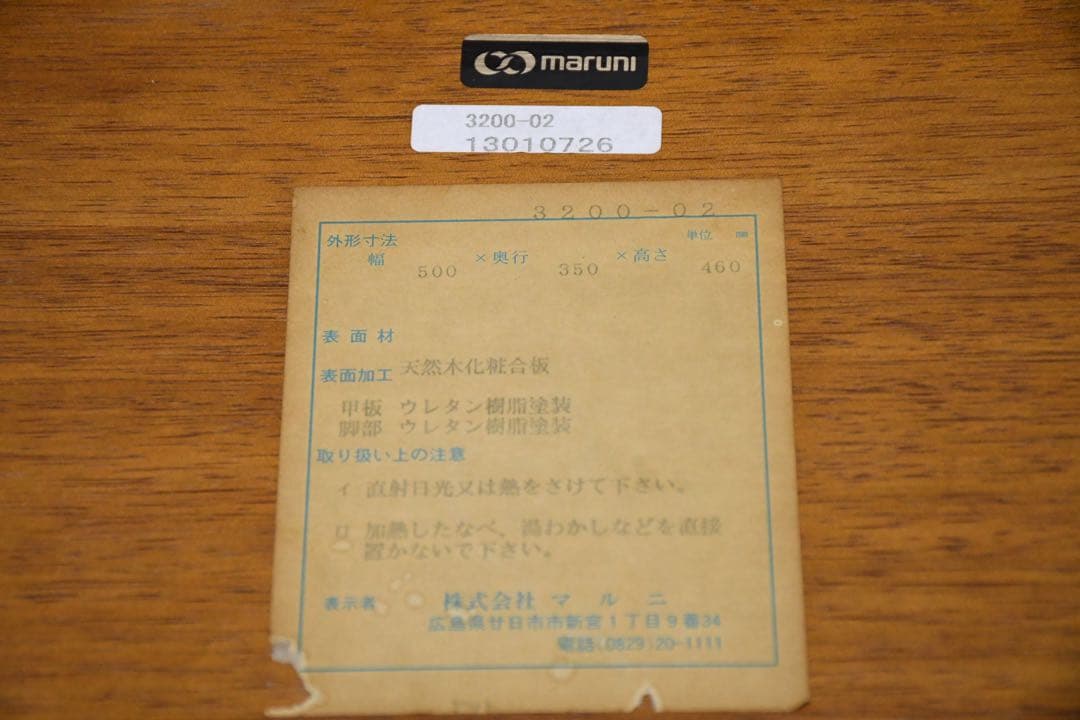 maruni
3200-02
13010726
3200-02
外形寸法 単位 mm
幅 500 ×奥行 350 ×高さ 460
表面材
天然木化粧合板
表面加工
甲板 ウレタン樹脂塗装
脚部 ウレタン樹脂塗装
取り扱い上の注意
イ 直射日光又は熱をさけて下さい。
ロ 加熱したなべ、湯わかしなどを直接
置かないで下さい。
表示者 株式会社 マルニ
広島県廿日市市新宮1丁目9番34
電話(0829)20-1111